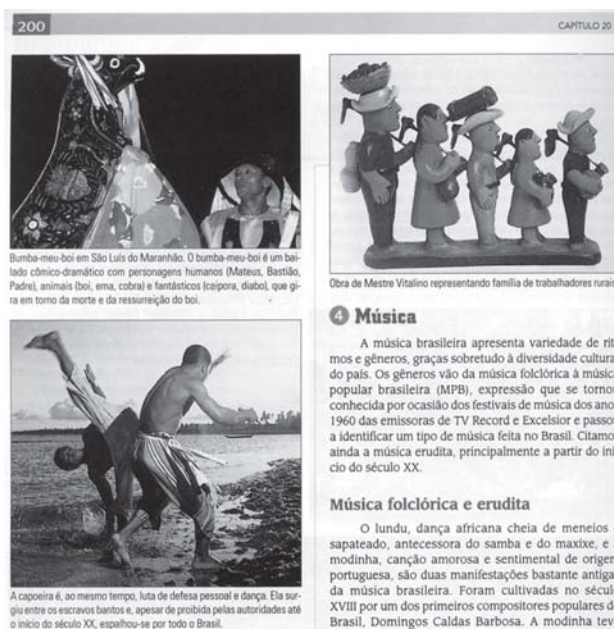 200
CAPÍTULO 20
Bumba-meu-boi em São Luís do Maranhão. O bumba-meu-boi é um bai-
lado cômico-dramático com personagens humanos (Mateus, Bastião,
Padre), animais (boi, ema, cobra) e fantásticos (caipora, diabo), que gi-
ra em torno da morte e da ressurreição do boi.
A capoeira é, ao mesmo tempo, luta de defesa pessoal e dança. Ela sur-
giu entre os escravos bantos e, apesar de proibida pelas autoridades até
o início do século XX, espalhou-se por todo o Brasil.
Obra de Mestre Vitalino representando família de trabalhadores rurais
4 Música
A música brasileira apresenta variedade de rit
mos e gêneros, graças sobretudo à diversidade cultura
do país. Os gêneros vão da música folclórica à música
popular brasileira (MPB), expressão que se tornou
conhecida por ocasião dos festivais de música dos ano
1960 das emissoras de TV Record e Excelsior e passou
a identificar um tipo de música feita no Brasil. Citamo
ainda a música erudita, principalmente a partir do iní
cio do século XX.
Música folclórica e erudita
O lundu, dança africana cheia de meneios
sapateado, antecessora do samba e do maxixe, e
modinha, canção amorosa e sentimental de origem
portuguesa, são duas manifestações bastante antiga
da música brasileira. Foram cultivadas no século
XVIII por um dos primeiros compositores populares d
Brasil, Domingos Caldas Barbosa. A modinha tev